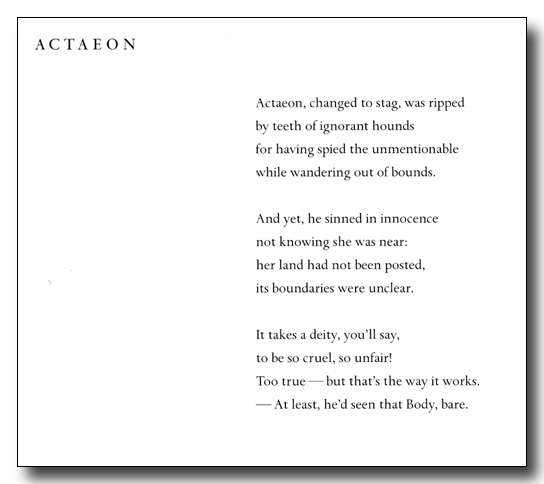 ACTAEON
Actaeon, changed to stag, was ripped
by teeth of ignorant hounds
for having spied the unmentionable
while wandering out of bounds.
And yet, he sinned in innocence
not knowing she was near:
her land had not been posted,
its boundaries were unclear.
It takes a deity, you'll say,
to be so cruel, so unfair!
Too true — but that's the way it works.
— At least, he'd seen that Body, bare.